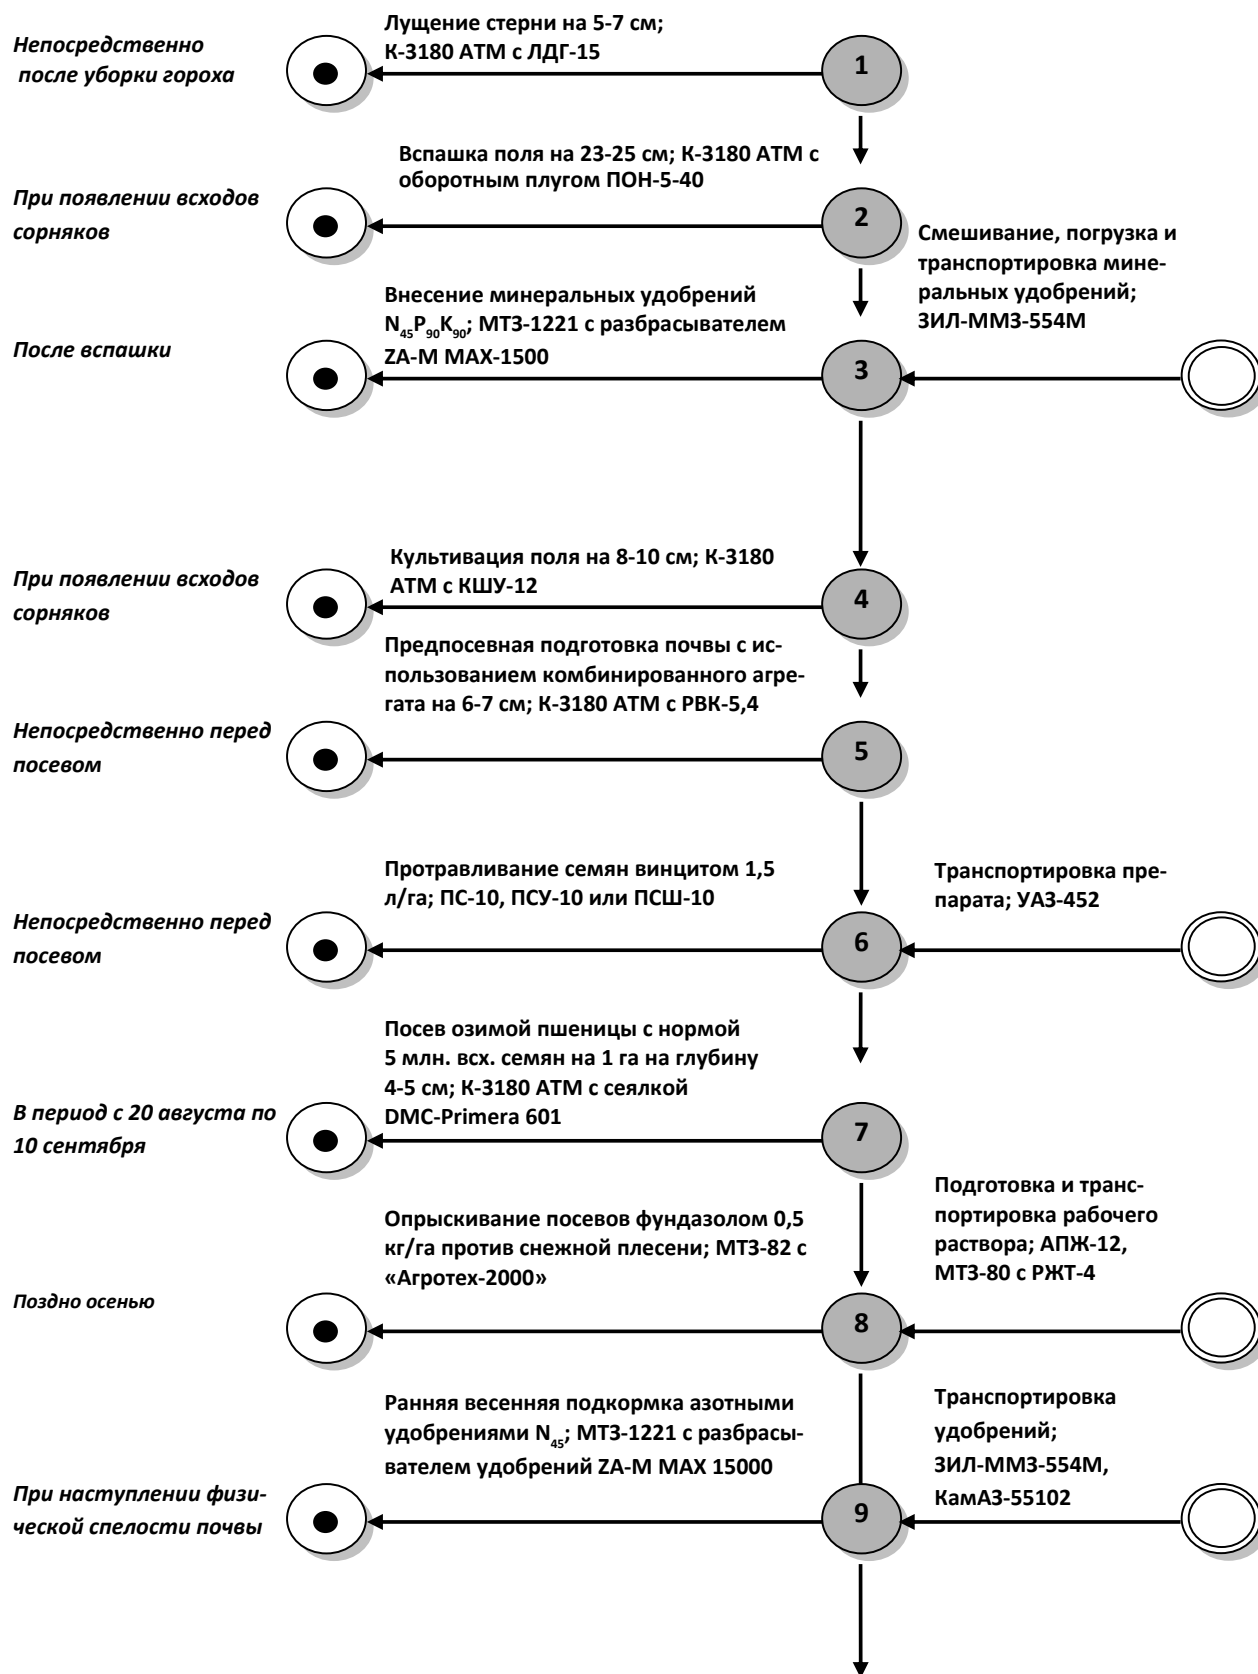 Непосредственно
после уборки гороха
Лущение стерни на 5-7 см;
К-3180 АТМ с ЛДГ-15
1
При появлении всходов
сорняков
Вспашка поля на 23-25 см; К-3180 АТМ с
оборотным плугом ПОН-5-40
2
После вспашки
Внесение минеральных удобрений
N45P90K90; МТЗ-1221 с разбрасывателем
ZA-M MAX-1500
3
Смешивание, погрузка и
транспортировка мине-
ральных удобрений;
ЗИЛ-ММЗ-554М
При появлении всходов
сорняков
Культивация поля на 8-10 см; К-3180
АТМ с КШУ-12
4
Непосредственно перед
посевом
Предпосевная подготовка почвы с ис-
пользованием комбинированного агре-
гата на 6-7 см; К-3180 АТМ с РВК-5,4
5
Непосредственно перед
посевом
Протравливание семян винцитом 1,5
л/га; ПС-10, ПСУ-10 или ПСШ-10
6
Транспортировка пре-
парата; УАЗ-452
В период с 20 августа по
10 сентября
Посев озимой пшеницы с нормой
5 млн. всх. семян на 1 га на глубину
4-5 см; К-3180 АТМ с сеялкой
DMC-Primera 601
7
Поздно осенью
Опрыскивание посевов фундазолом 0,5
кг/га против снежной плесени; МТЗ-82 с
«Агротех-2000»
8
Подготовка и транс-
портировка рабочего
раствора; АПЖ-12,
МТЗ-80 с РЖТ-4
При наступлении физи-
ческой спелости почвы
Ранняя весенняя подкормка азотными
удобрениями N45; МТЗ-1221 с разбрасы-
вателем удобрений ZA-M MAX 15000
9
Транспортировка
удобрений;
ЗИЛ-ММЗ-554М,
КамАЗ-55102